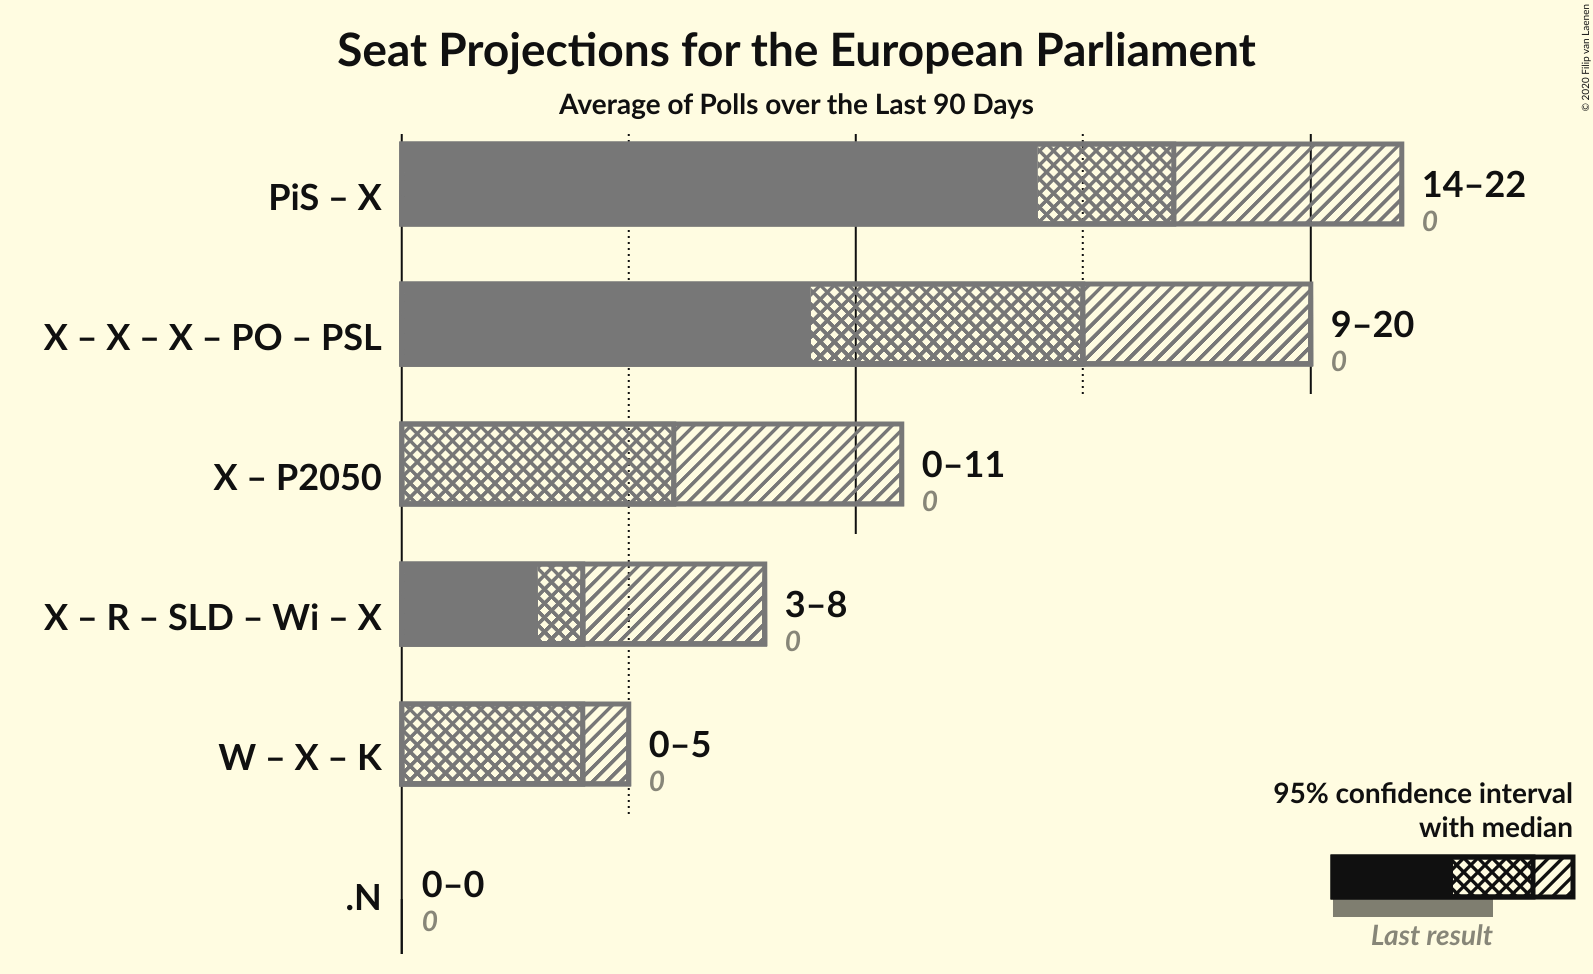 Seat Projections for the European Parliament
Average of Polls over the Last 90 Days
© 2020 Filip van Laenen
PiS – X
14–22
0
X – X – X – PO – PSL
9–20
0
X – P2050
0–11
0
X – R – SLD – Wi – X
3–8
0
W – X – K
0–5
0
.N
0–0
0
95% confidence interval
with median
Last result